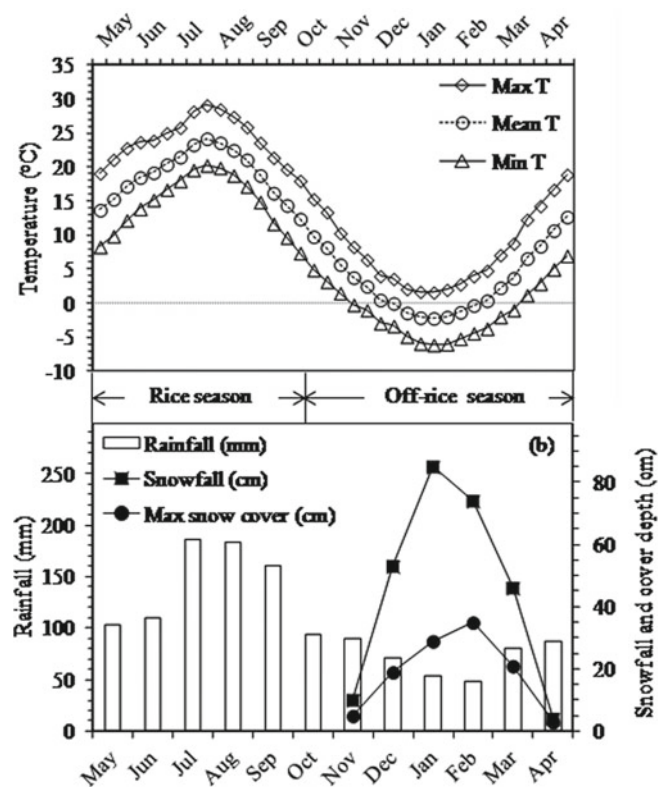 May Jun Jul Aug Sep Oct Nov Dec Jan Feb Mar Apr
35
30
25
20
15
10
5
0
-5
-10
Temperature (°C)
Max T
Mean T
Min T
Rice season
Off-rice season
Rainfall (mm)
Snowfall (cm)
Max snow cover (cm)
(b)
250
200
150
100
50
0
Rainfall (mm)
80
60
40
20
0
Snowfall and cover depth (cm)
May Jun Jul Aug Sep Oct Nov Dec Jan Feb Mar Apr